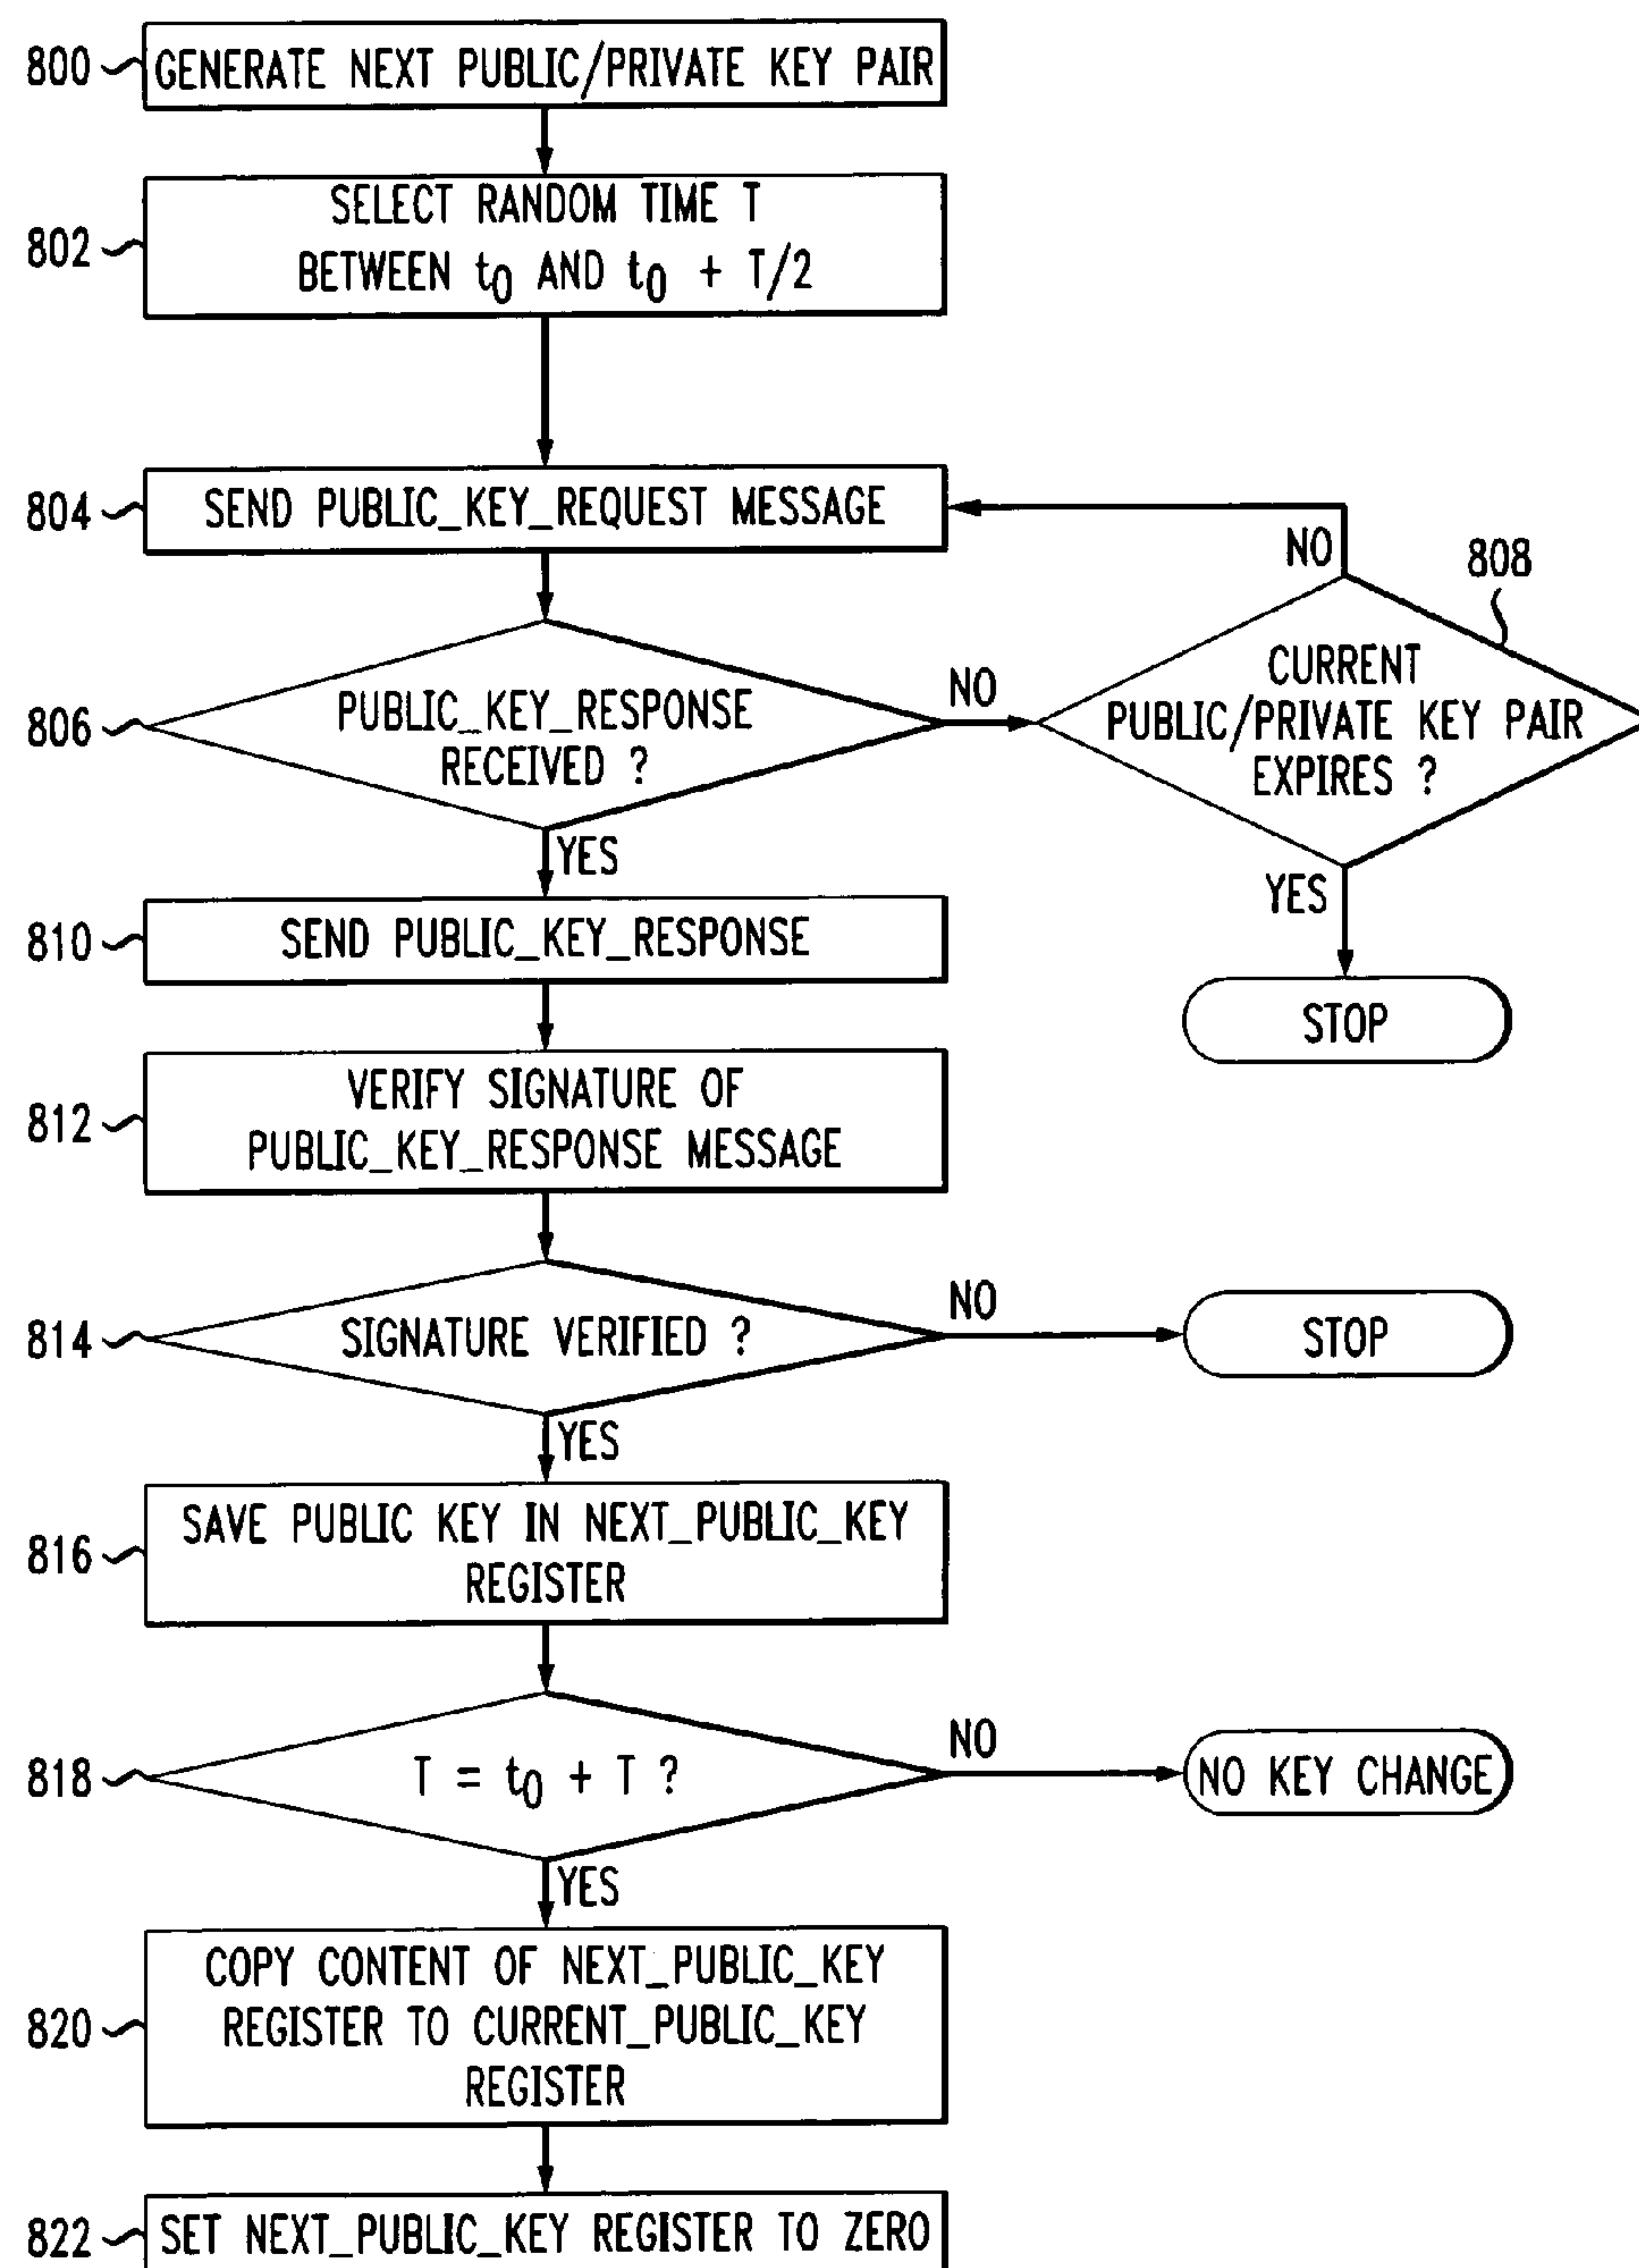 800
GENERATE NEXT PUBLIC/PRIVATE KEY PAIR
802
SELECT RANDOM TIME T
BETWEEN t0 AND t0 + T/2
804
SEND PUBLIC_KEY_REQUEST MESSAGE
NO
808
806
PUBLIC_KEY_RESPONSE
RECEIVED ?
NO
CURRENT
PUBLIC/PRIVATE KEY PAIR
EXPIRES ?
YES
YES
810
SEND PUBLIC_KEY_RESPONSE
STOP
812
VERIFY SIGNATURE OF
PUBLIC_KEY_RESPONSE MESSAGE
814
SIGNATURE VERIFIED ?
NO
STOP
YES
816
SAVE PUBLIC KEY IN NEXT_PUBLIC_KEY
REGISTER
818
T = t0 + T ?
NO
NO KEY CHANGE
YES
820
COPY CONTENT OF NEXT_PUBLIC_KEY
REGISTER TO CURRENT_PUBLIC_KEY
REGISTER
822
SET NEXT_PUBLIC_KEY REGISTER TO ZERO